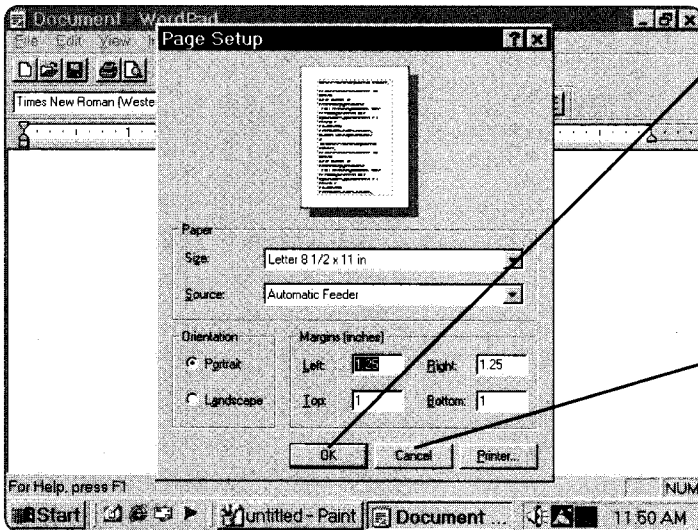 Document - WordPad
File Edit View
Page Setup
Times New Roman (Weste
1
Paper
Size: Letter 8 1/2 x 11 in
Source: Automatic Feeder
Orientation
Portrait
Landscape
Margins (inches)
Left: 1.25 Right: 1.25
Top: 1 Bottom: 1
OK Cancel Printer...
For Help, press F1 NUM
Start untitled - Paint Document ... 11:50 AM